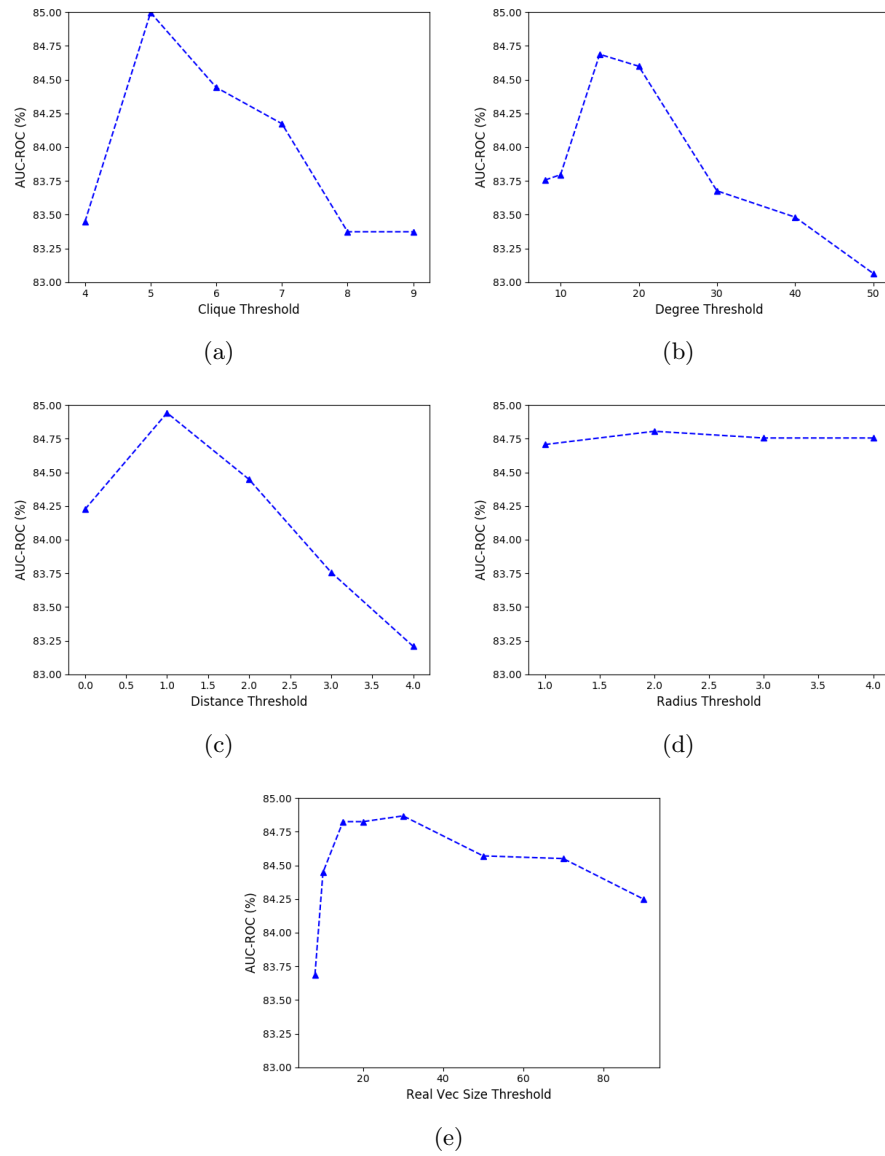 85.00
84.75
84.50
84.25
84.00
83.75
83.50
83.25
83.00
AUC-ROC (%)
4 5 6 7 8 9
Clique Threshold
(a)
85.00
84.75
84.50
84.25
84.00
83.75
83.50
83.25
83.00
AUC-ROC (%)
10 20 30 40 50
Degree Threshold
(b)
85.00
84.75
84.50
84.25
84.00
83.75
83.50
83.25
83.00
AUC-ROC (%)
0.0 0.5 1.0 1.5 2.0 2.5 3.0 3.5 4.0
Distance Threshold
(c)
85.00
84.75
84.50
84.25
84.00
83.75
83.50
83.25
83.00
AUC-ROC (%)
1.0 1.5 2.0 2.5 3.0 3.5 4.0
Radius Threshold
(d)
85.00
84.75
84.50
84.25
84.00
83.75
83.50
83.25
83.00
AUC-ROC (%)
20 40 60 80
Real Vec Size Threshold
(e)